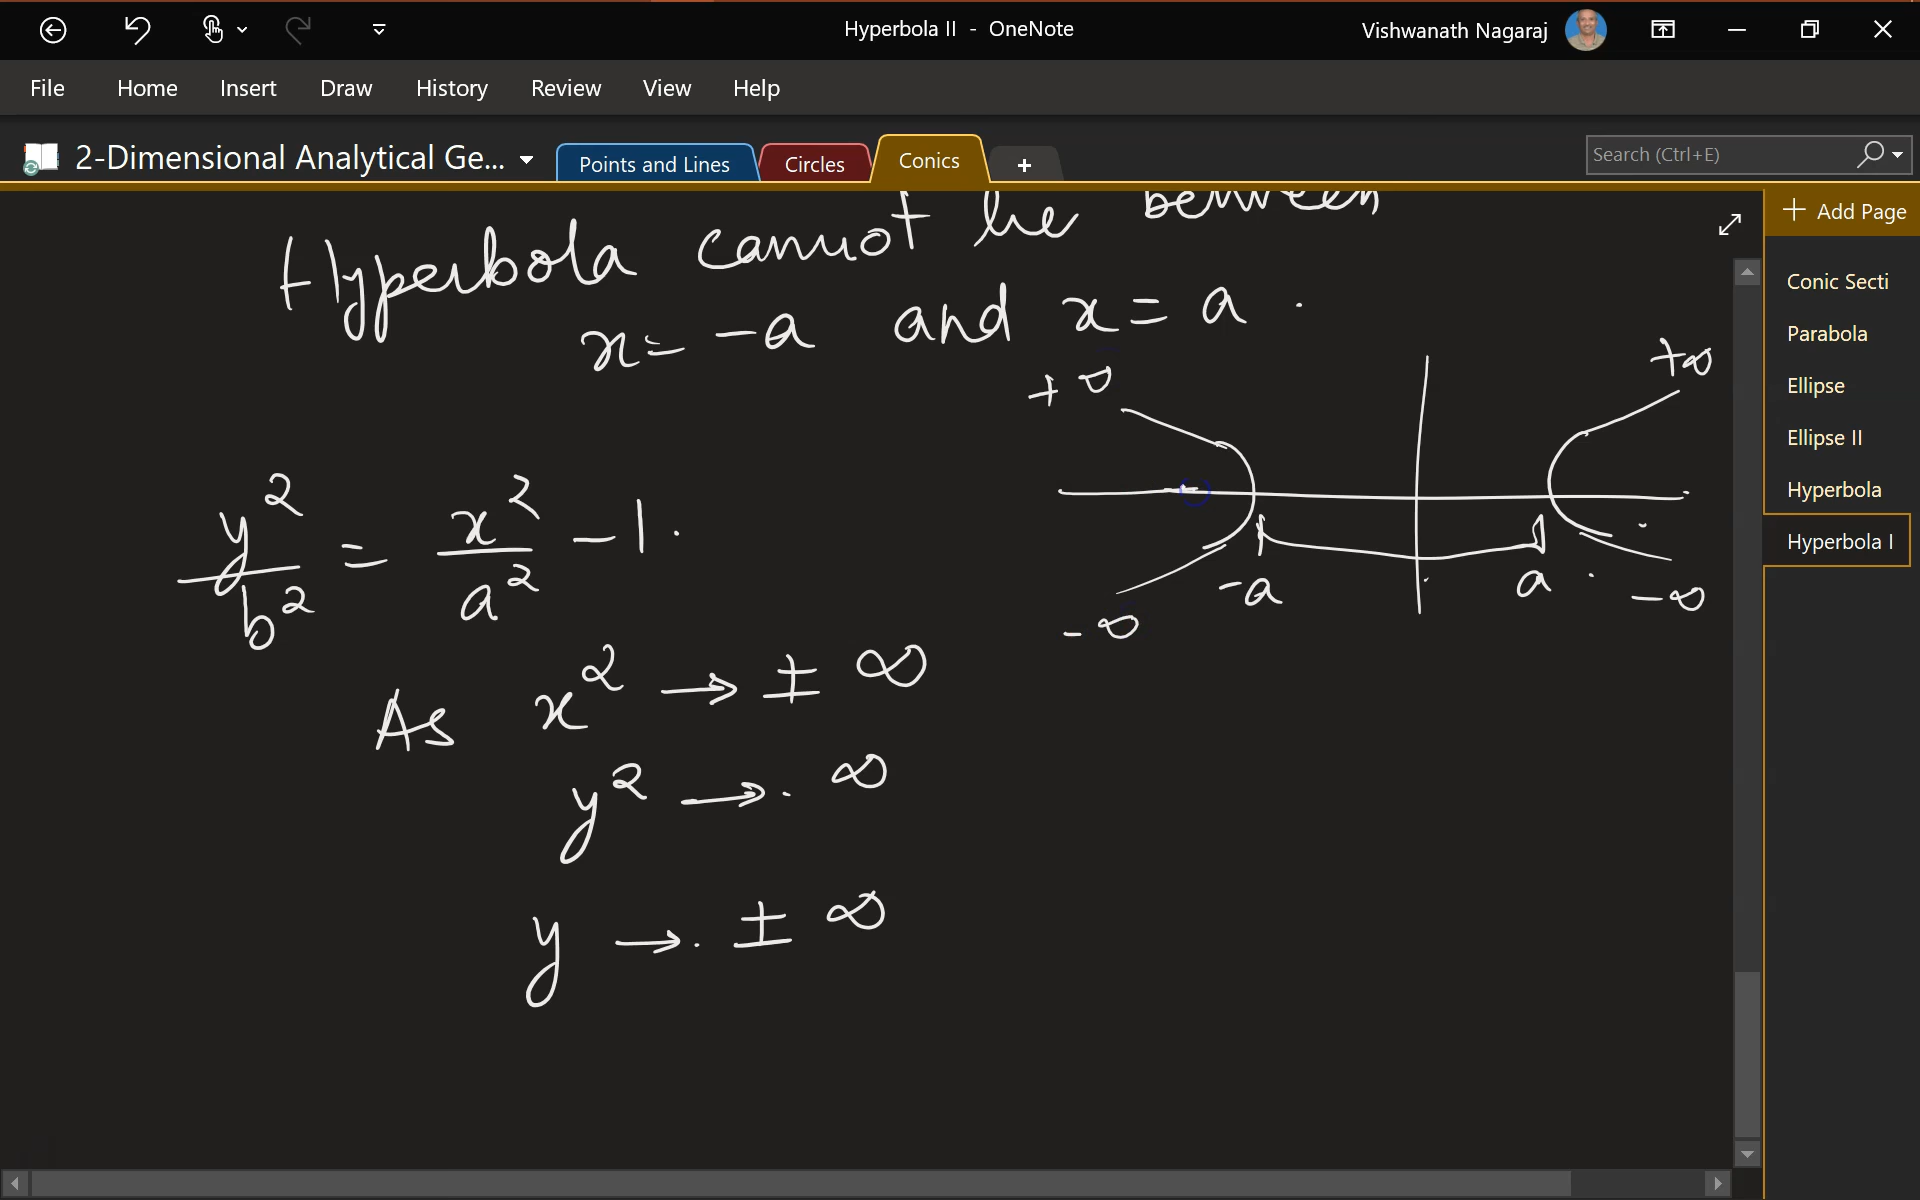 Hyperbola II - OneNote
Vishwanath Nagaraj
File Home Insert Draw History Review View Help
2-Dimensional Analytical Ge...
Points and Lines
Circles
Conics
+
Search (Ctrl+E)
+ Add Page
Conic Secti
Parabola
Ellipse
Ellipse II
Hyperbola
Hyperbola I
Hyperbola cannot lie between
x = -a and x = a .
y² / b² = x² / a² - 1 .
As x² → ± ∞
y² → . ∞
y → . ± ∞
+ ∞
+∞
-a
a .
- ∞
- ∞